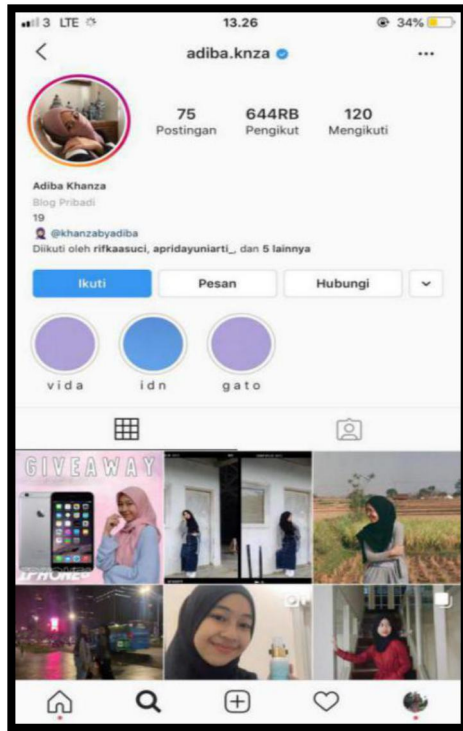 3 LTE 13.26 34%
adiba.knza
75 644RB 120
Postingan Pengikut Mengikuti
Adiba Khanza
Blog Pribadi
19
@khanzabyadiba
Diikuti oleh rifkaasuci, apridayuniarti_, dan 5 lainnya
Ikuti Pesan Hubungi
vida idn gato
GIVEAWAY
IPHONE6